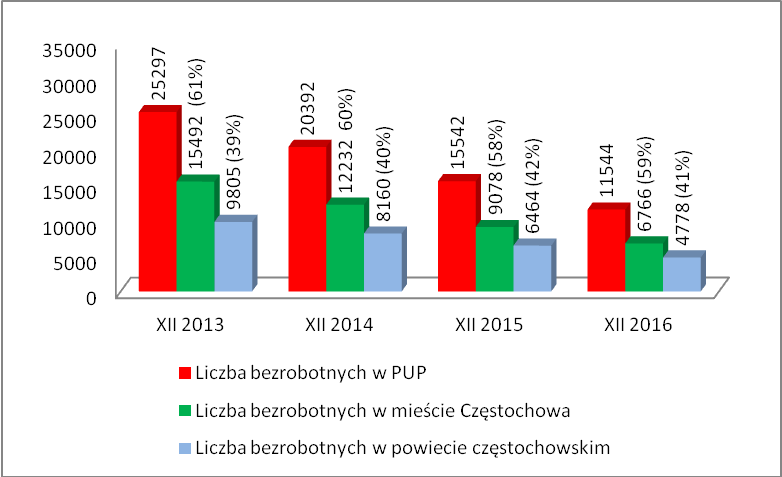 35000
30000
25000
20000
15000
10000
5000
0
25297
15492 (61%)
9805 (39%)
20392
12232 60%)
8160 (40%)
15542
9078 (58%)
6464 (42%)
11544
6766 (59%)
4778 (41%)
XII 2013
XII 2014
XII 2015
XII 2016
Liczba bezrobotnych w PUP
Liczba bezrobotnych w mieście Częstochowa
Liczba bezrobotnych w powiecie częstochowskim